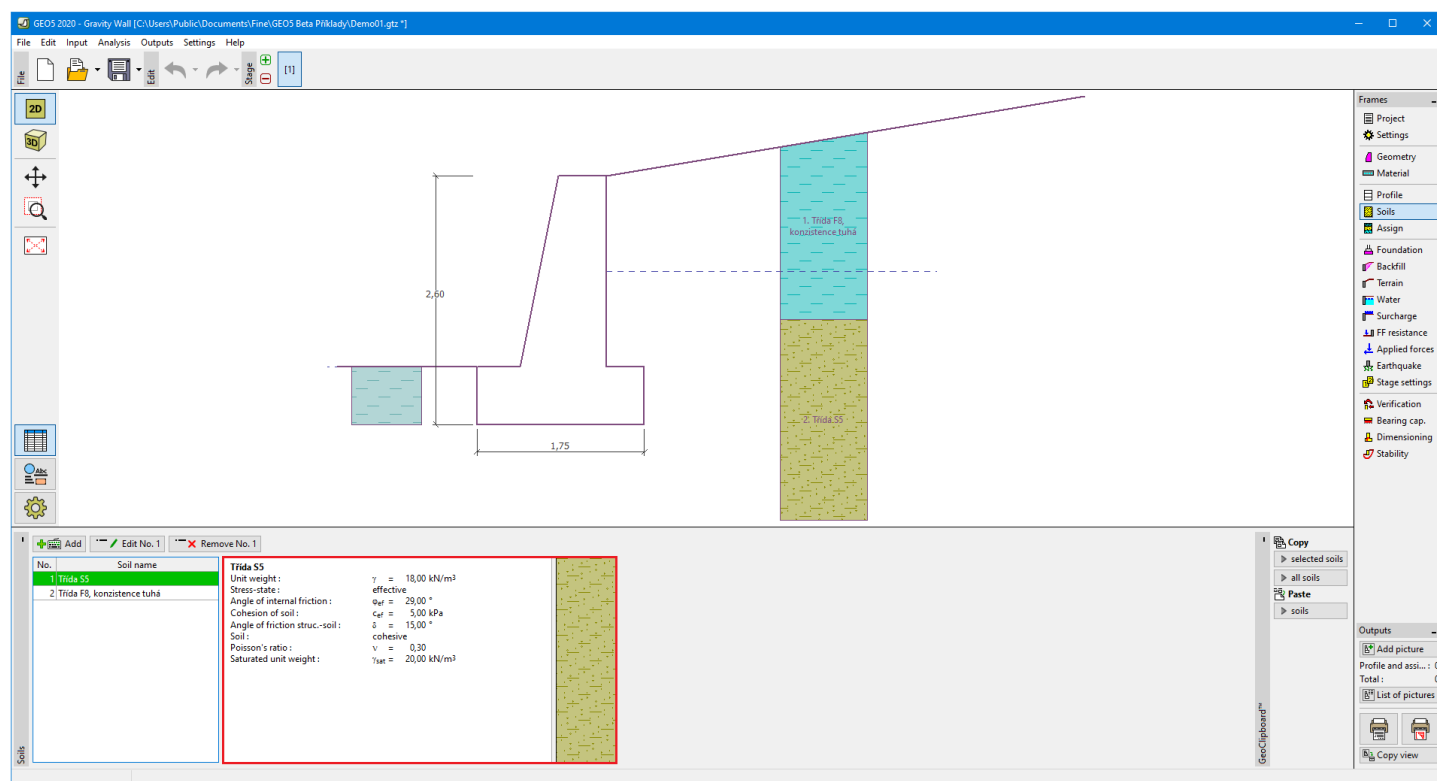 GEO5 2020 - Gravity Wall [C:\Users\Public\Documents\Fine\GEO5 Beta Příklady\Demo01.gtz *]
File Edit Input Analysis Outputs Settings Help
File
Edit
Stage
[1]
2D
3D
Abc
2,60
1,75
1. Třída F8,
konzistence tuhá
2. Třída S5
Frames
Project
Settings
Geometry
Material
Profile
Soils
Assign
Foundation
Backfill
Terrain
Water
Surcharge
FF resistance
Applied forces
Earthquake
Stage settings
Verification
Bearing cap.
Dimensioning
Stability
Add Edit No. 1 Remove No. 1
No. Soil name
1 Třída S5
2 Třída F8, konzistence tuhá
Třída S5
Unit weight : γ = 18,00 kN/m³
Stress-state : effective
Angle of internal friction : φef = 29,00 °
Cohesion of soil : cef = 5,00 kPa
Angle of friction struc.-soil : δ = 15,00 °
Soil : cohesive
Poisson's ratio : ν = 0,30
Saturated unit weight : γsat = 20,00 kN/m³
Soils
GeoClipboard™
Copy
selected soils
all soils
Paste
soils
Outputs
Add picture
Profile and assi... : 0
Total : 0
List of pictures
Copy view